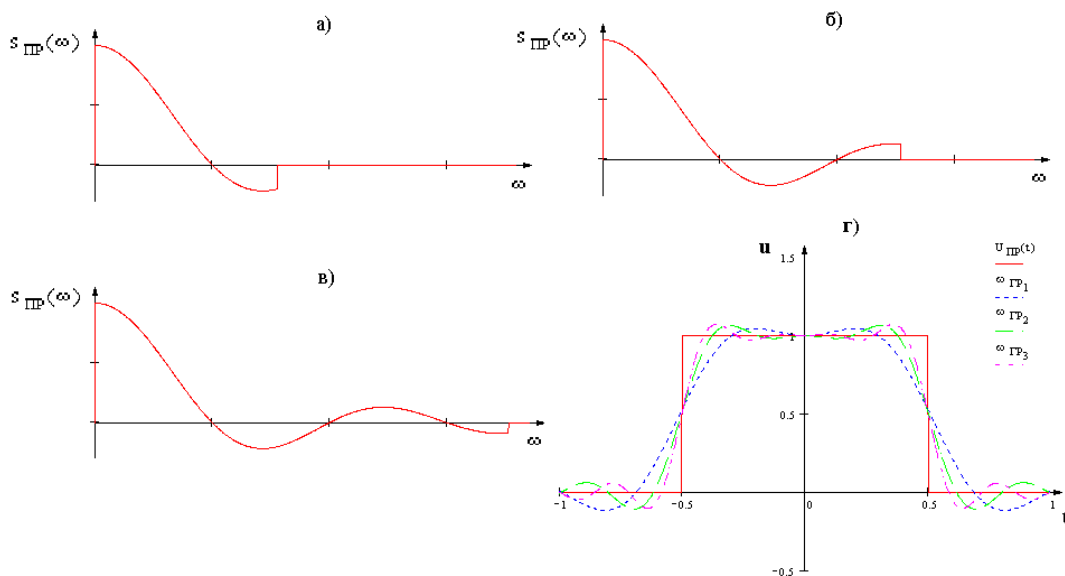 а)
S ПР(ω)
ω
б)
S ПР(ω)
ω
в)
S ПР(ω)
ω
г)
u
1.5
1
0.5
−1
−0.5
0
0.5
1
t
−0.5
U ПР(t)
ω ГР1
ω ГР2
ω ГР3